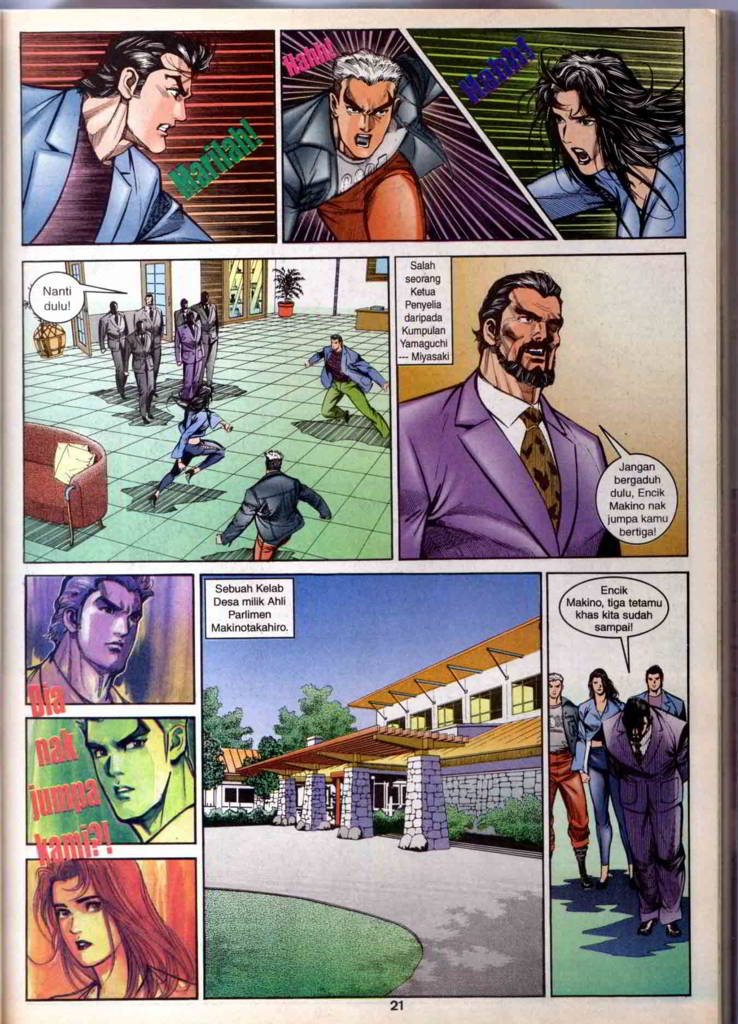 Marilah!
Hahh!
Hahh!
Nanti
dulu!
Salah
seorang
Ketua
Penyelia
daripada
Kumpulan
Yamaguchi
--- Miyasaki
Jangan
bergaduh
dulu, Encik
Makino nak
jumpa kamu
bertiga!
Dia
nak
jumpa
kami?!
Sebuah Kelab
Desa milik Ahli
Parlimen
Makinotakahiro.
Encik
Makino, tiga tetamu
khas kita sudah
sampai!
21